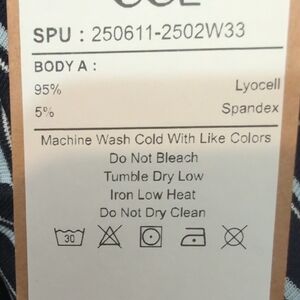 SPU : 250611-2502W33
BODY A :
95% Lyocell
5% Spandex
Machine Wash Cold With Like Colors
Do Not Bleach
Tumble Dry Low
Iron Low Heat
Do Not Dry Clean
30